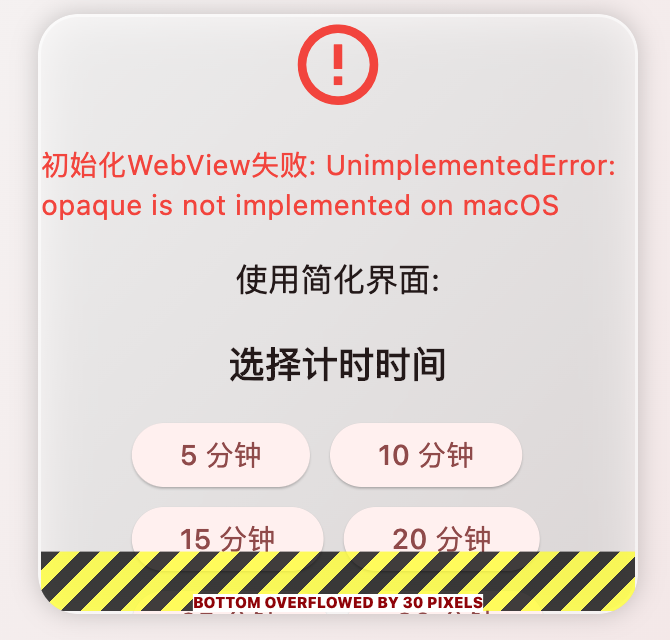 初始化WebView失败: UnimplementedError:
opaque is not implemented on macOS
使用简化界面:
选择计时时间
5 分钟 10 分钟
15 分钟 20 分钟
BOTTOM OVERFLOWED BY 30 PIXELS